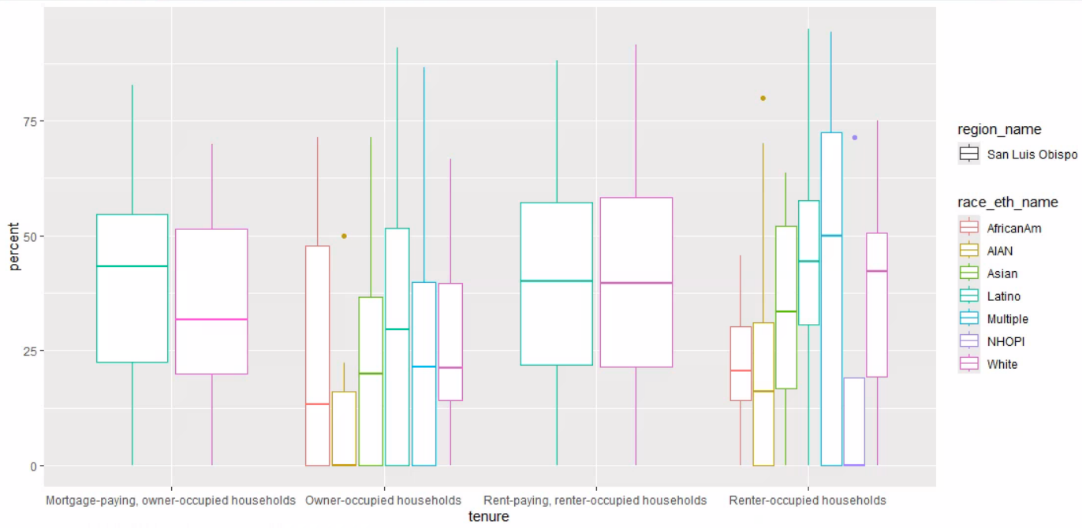 percent
75
50
25
0
Mortgage-paying, owner-occupied households
Owner-occupied households
Rent-paying, renter-occupied households
Renter-occupied households
tenure
region_name
San Luis Obispo
race_eth_name
AfricanAm
AIAN
Asian
Latino
Multiple
NHOPI
White